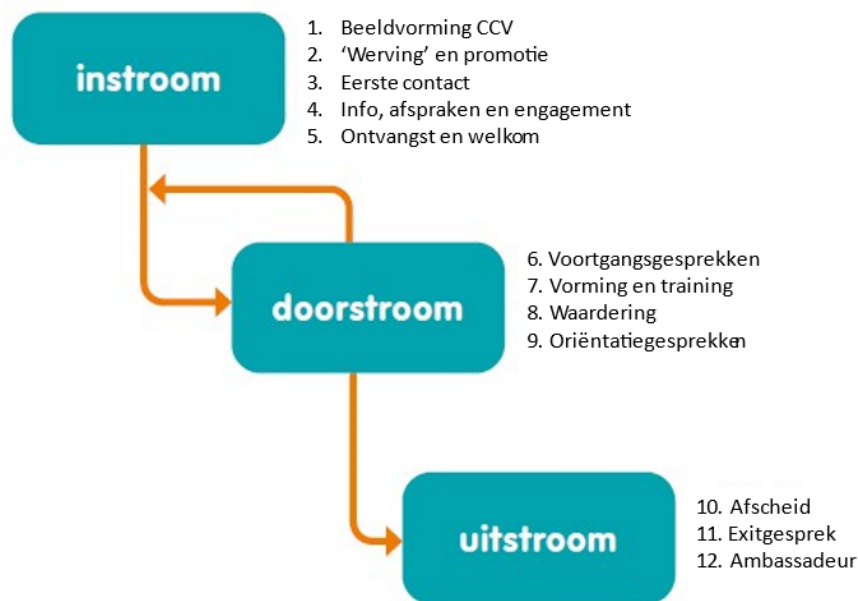 instroom
1. Beeldvorming CCV
2. ‘Werving’ en promotie
3. Eerste contact
4. Info, afspraken en engagement
5. Ontvangst en welkom
doorstroom
6. Voortgangsgesprekken
7. Vorming en training
8. Waardering
9. Oriëntatiegesprekken
uitstroom
10. Afscheid
11. Exitgesprek
12. Ambassadeur